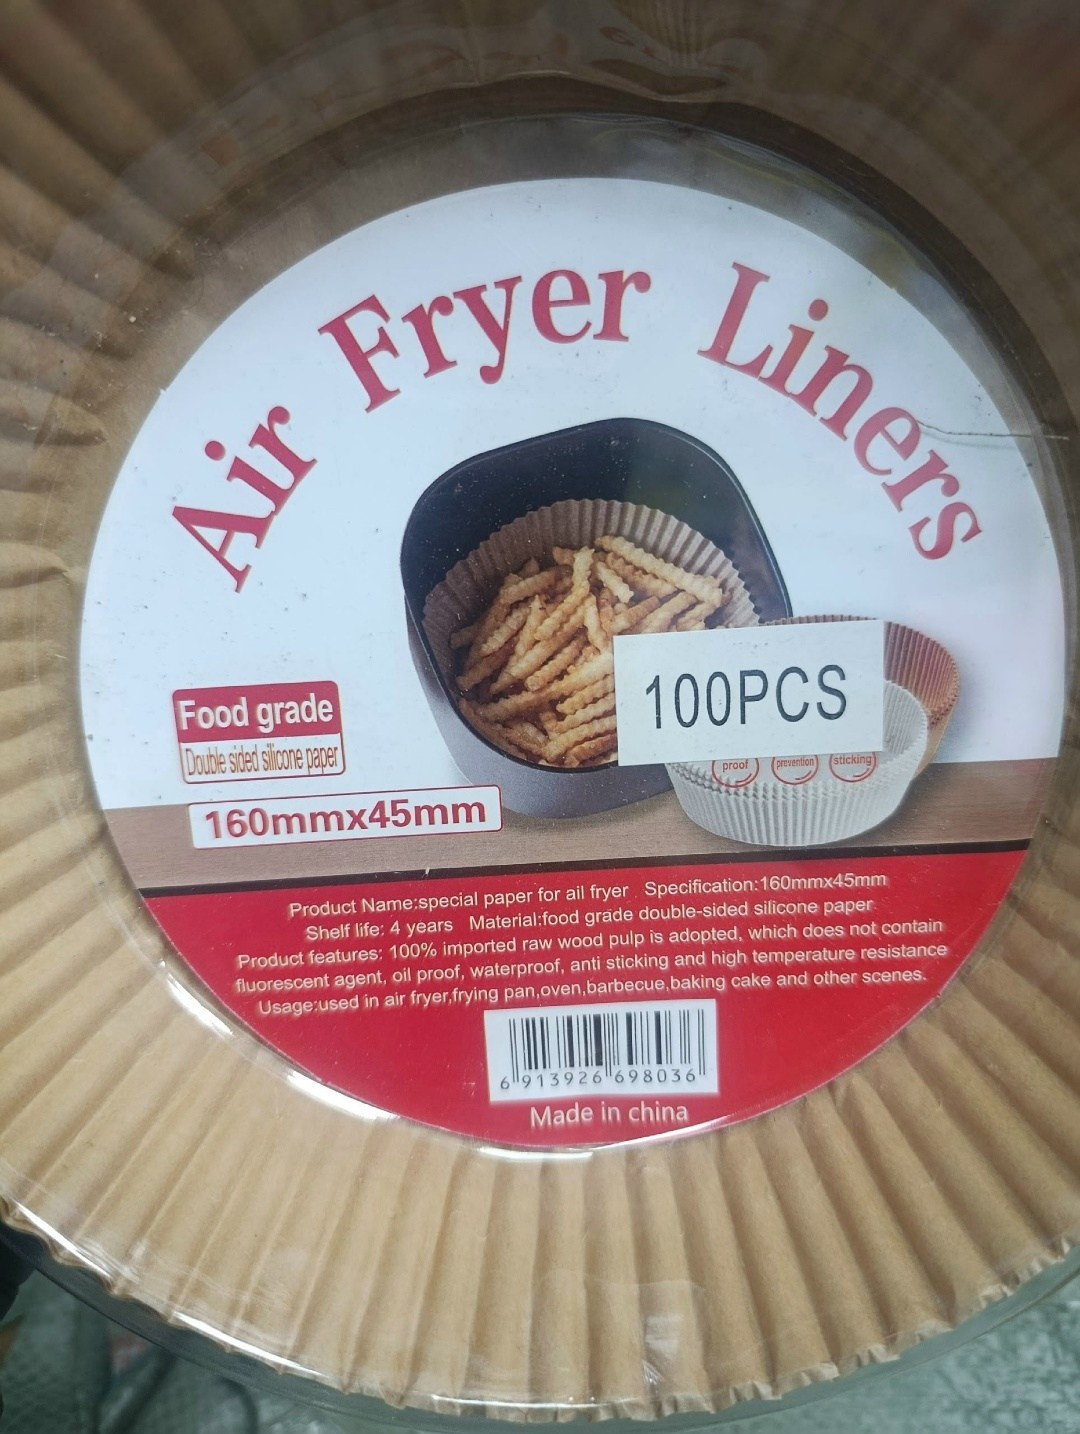 Air Fryer Liners
Food grade
Double sided silicone paper
100PCS
proof prevention sticking
160mmx45mm
Product Name:special paper for ail fryer Specification:160mmx45mm
Shelf life: 4 years Material:food grade double-sided silicone paper
Product features: 100% imported raw wood pulp is adopted, which does not contain
fluorescent agent, oil proof, waterproof, anti sticking and high temperature resistance
Usage:used in air fryer,frying pan,oven,barbecue,baking cake and other scenes.
6 913926 698036
Made in china